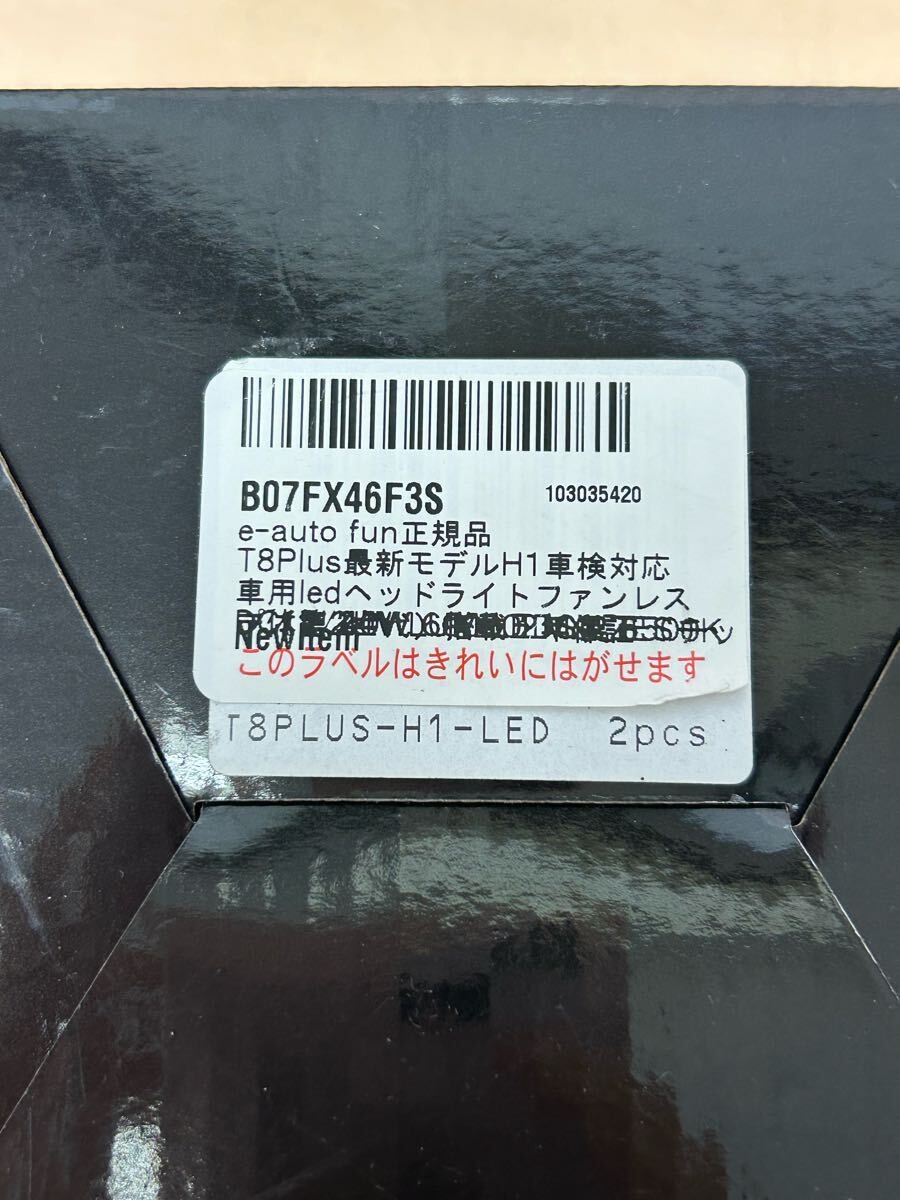 B07FX46F3S 103035420
e-auto fun正規品
T8Plus最新モデルH1車検対応
車用ledヘッドライトファンレス
NewItem
このラベルはきれいにはがせます
T8PLUS-H1-LED 2pcs